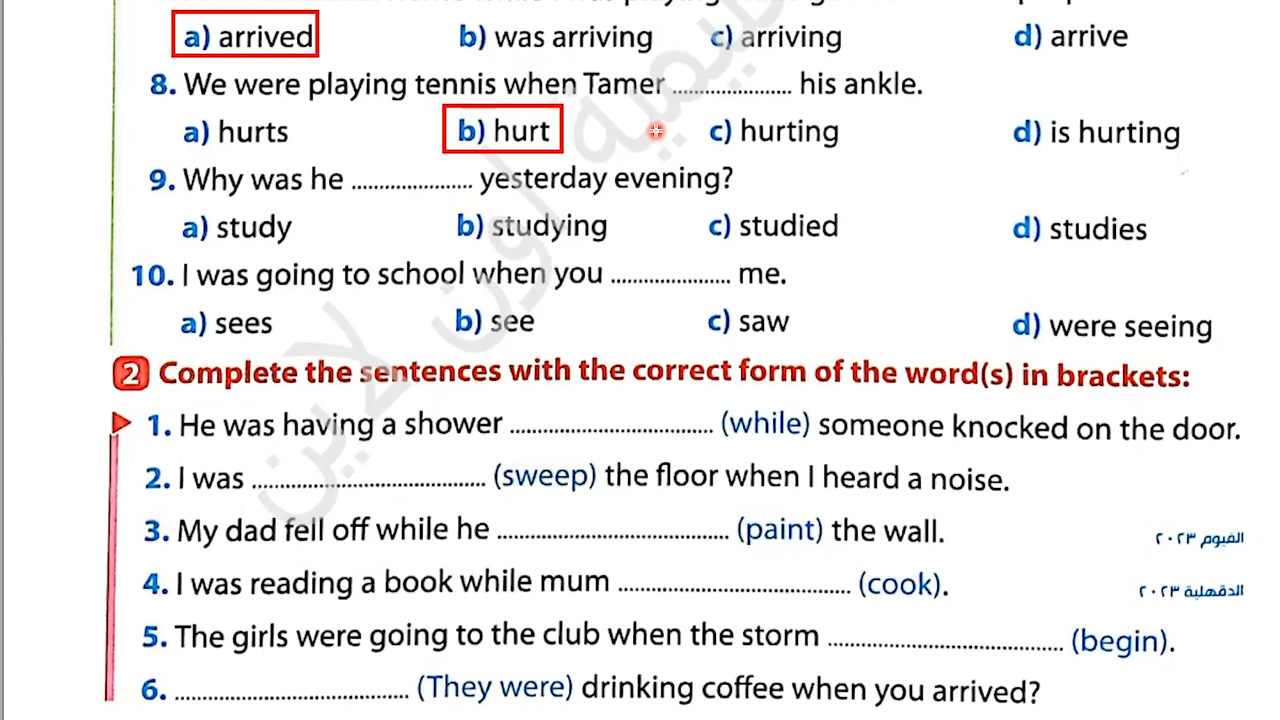 a) arrived b) was arriving c) arriving d) arrive
8. We were playing tennis when Tamer .................... his ankle.
a) hurts b) hurt c) hurting d) is hurting
9. Why was he .................... yesterday evening?
a) study b) studying c) studied d) studies
10. I was going to school when you .................... me.
a) sees b) see c) saw d) were seeing
2 Complete the sentences with the correct form of the word(s) in brackets:
1. He was having a shower .................... (while) someone knocked on the door.
2. I was .................... (sweep) the floor when I heard a noise.
3. My dad fell off while he .................... (paint) the wall. الفيوم ٢٠٢٣
4. I was reading a book while mum .................... (cook). الدقهلية ٢٠٢٣
5. The girls were going to the club when the storm .................... (begin).
6. .................... (They were) drinking coffee when you arrived?
اون لاين